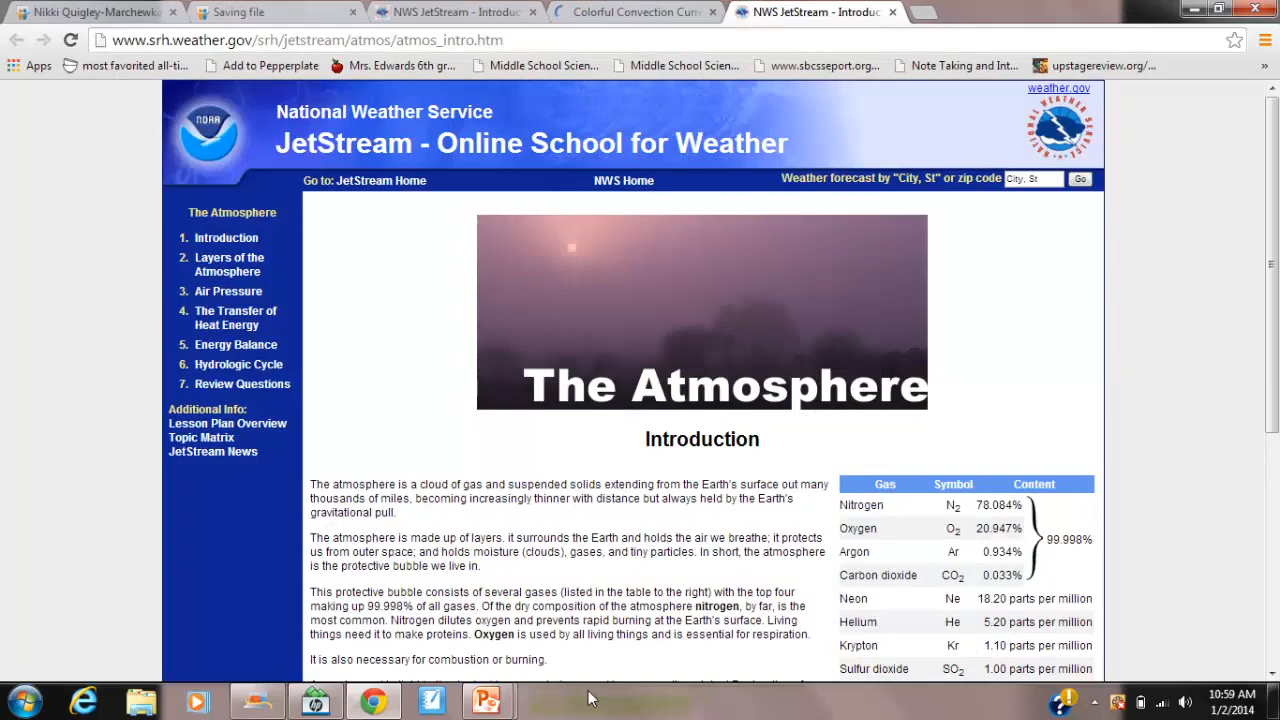 Nikki Quigley-Marchewka
Saving file
NWS JetStream - Introduc
Colorful Convection Curr
NWS JetStream - Introduc
www.srh.weather.gov/srh/jetstream/atmos/atmos_intro.htm
Apps
most favorited all-ti...
Add to Pepperplate
Mrs. Edwards 6th gr...
Middle School Scien...
Middle School Scien...
www.sbcsseport.org...
Note Taking and Int...
upstagereview.org/...
weather.gov
NOAA
National Weather Service
JetStream - Online School for Weather
NATIONAL WEATHER SERVICE
Go to: JetStream Home
NWS Home
Weather forecast by "City, St" or zip code
City, St
Go
The Atmosphere
1. Introduction
2. Layers of the
Atmosphere
3. Air Pressure
4. The Transfer of
Heat Energy
5. Energy Balance
6. Hydrologic Cycle
7. Review Questions
Additional Info:
Lesson Plan Overview
Topic Matrix
JetStream News
The Atmosphere
Introduction
The atmosphere is a cloud of gas and suspended solids extending from the Earth's surface out many
thousands of miles, becoming increasingly thinner with distance but always held by the Earth's
gravitational pull.
The atmosphere is made up of layers. it surrounds the Earth and holds the air we breathe; it protects
us from outer space; and holds moisture (clouds), gases, and tiny particles. In short, the atmosphere
is the protective bubble we live in.
This protective bubble consists of several gases (listed in the table to the right) with the top four
making up 99.998% of all gases. Of the dry composition of the atmosphere nitrogen, by far, is the
most common. Nitrogen dilutes oxygen and prevents rapid burning at the Earth's surface. Living
things need it to make proteins. Oxygen is used by all living things and is essential for respiration.
It is also necessary for combustion or burning.
Gas Symbol Content
Nitrogen N2 78.084%
Oxygen O2 20.947%
Argon Ar 0.934%
Carbon dioxide CO2 0.033%
99.998%
Neon Ne 18.20 parts per million
Helium He 5.20 parts per million
Krypton Kr 1.10 parts per million
Sulfur dioxide SO2 1.00 parts per million
10:59 AM
1/2/2014